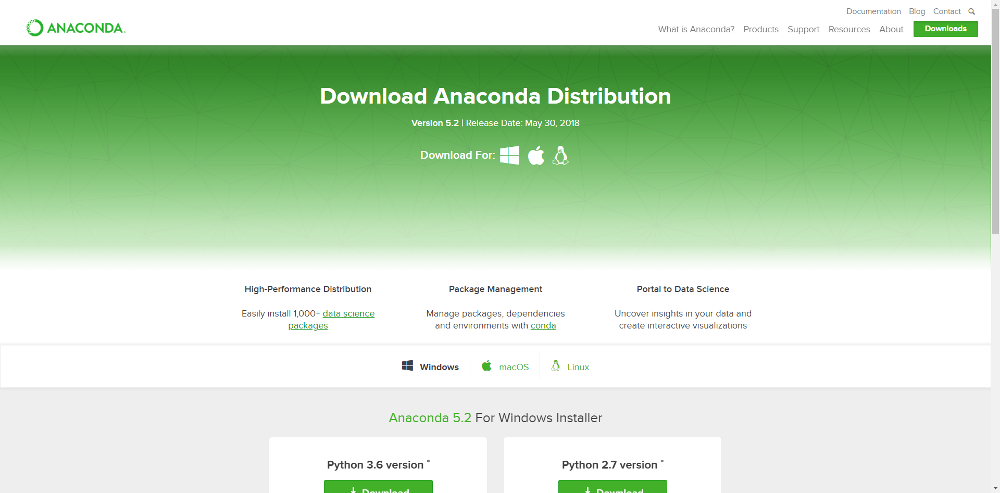 Documentation Blog Contact
ANACONDA.
What is Anaconda? Products Support Resources About Downloads
Download Anaconda Distribution
Version 5.2 | Release Date: May 30, 2018
Download For:
High-Performance Distribution
Easily install 1,000+ data science
packages
Package Management
Manage packages, dependencies
and environments with conda
Portal to Data Science
Uncover insights in your data and
create interactive visualizations
Windows macOS Linux
Anaconda 5.2 For Windows Installer
Python 3.6 version *
Download
Python 2.7 version *
Download